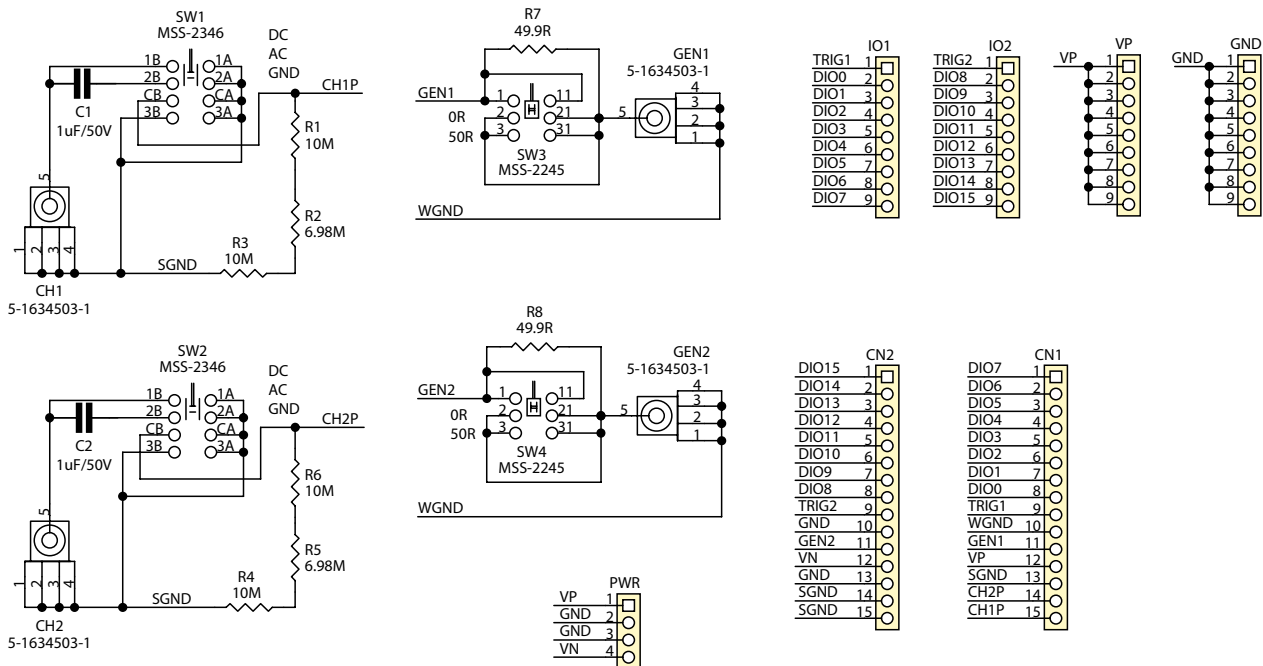 SW1
MSS-2346
DC
AC
GND
1B
1A
2B
2A
CB
CA
3B
3A
C1
1uF/50V
CH1P
R1
10M
R2
6.98M
R3
10M
SGND
5
1
2
3
4
CH1
5-1634503-1
R7
49.9R
GEN1
5-1634503-1
GEN1
0R
50R
1
2
3
11
21
31
H
SW3
MSS-2245
5
4
3
2
1
WGND
IO1
TRIG1 1
DIO0 2
DIO1 3
DIO2 4
DIO3 5
DIO4 6
DIO5 7
DIO6 8
DIO7 9
IO2
TRIG2 1
DIO8 2
DIO9 3
DIO10 4
DIO11 5
DIO12 6
DIO13 7
DIO14 8
DIO15 9
VP
VP 1
2
3
4
5
6
7
8
9
GND
GND 1
2
3
4
5
6
7
8
9
SW2
MSS-2346
DC
AC
GND
1B
1A
2B
2A
CB
CA
3B
3A
C2
1uF/50V
CH2P
R6
10M
R5
6.98M
R4
10M
SGND
5
1
2
3
4
CH2
5-1634503-1
R8
49.9R
GEN2
5-1634503-1
GEN2
0R
50R
1
2
3
11
21
31
H
SW4
MSS-2245
5
4
3
2
1
WGND
PWR
VP 1
GND 2
GND 3
VN 4
CN2
DIO15 1
DIO14 2
DIO13 3
DIO12 4
DIO11 5
DIO10 6
DIO9 7
DIO8 8
TRIG2 9
GND 10
GEN2 11
VN 12
GND 13
SGND 14
SGND 15
CN1
DIO7 1
DIO6 2
DIO5 3
DIO4 4
DIO3 5
DIO2 6
DIO1 7
DIO0 8
TRIG1 9
WGND 10
GEN1 11
VP 12
SGND 13
CH2P 14
CH1P 15